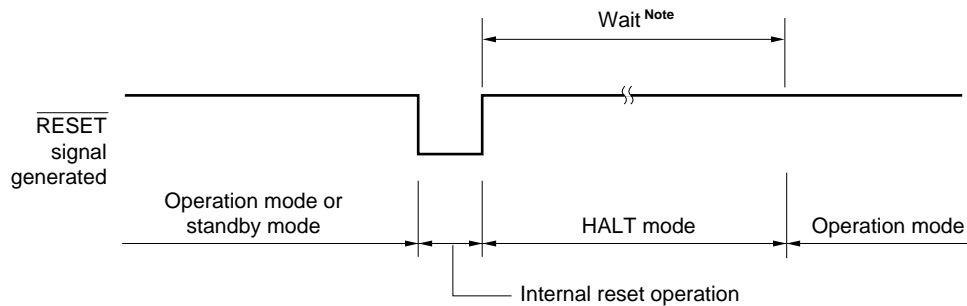 Wait Note
RESET
signal
generated
Operation mode or
standby mode
HALT mode
Operation mode
Internal reset operation